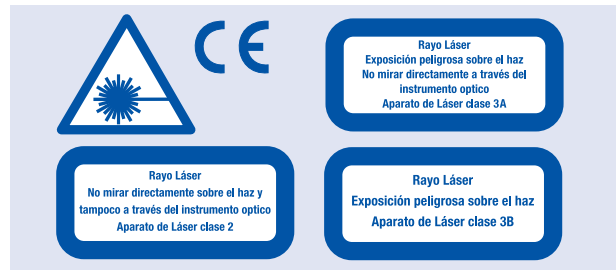 CE
Rayo Láser
Exposición peligrosa sobre el haz
No mirar directamente a través del
instrumento optico
Aparato de Láser clase 3A
Rayo Láser
No mirar directamente sobre el haz y
tampoco a través del instrumento optico
Aparato de Láser clase 2
Rayo Láser
Exposición peligrosa sobre el haz
Aparato de Láser clase 3B